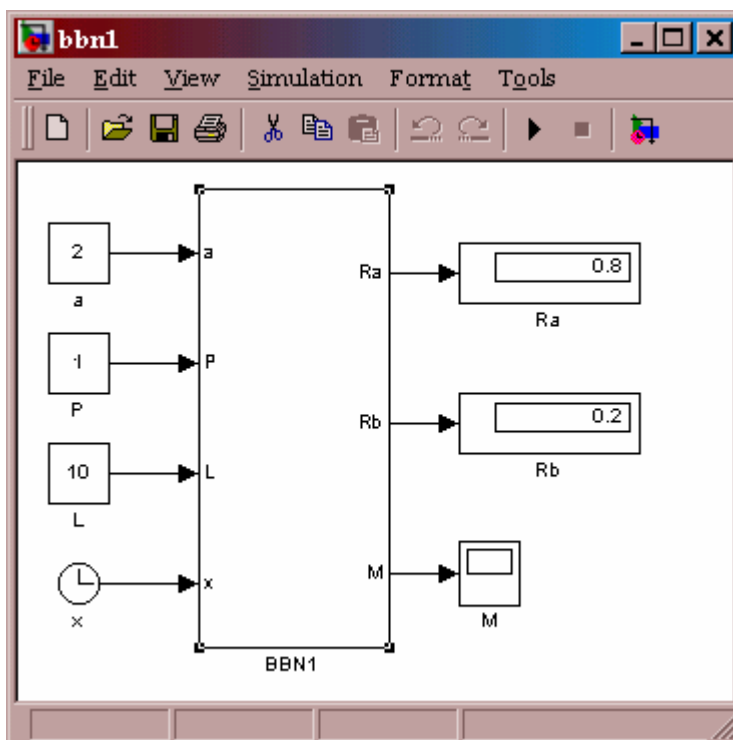 bbn1
File Edit View Simulation Format Tools
2
a
a
Ra
0.8
Ra
1
P
P
Rb
0.2
Rb
10
L
L
x
x
M
M
BBN1